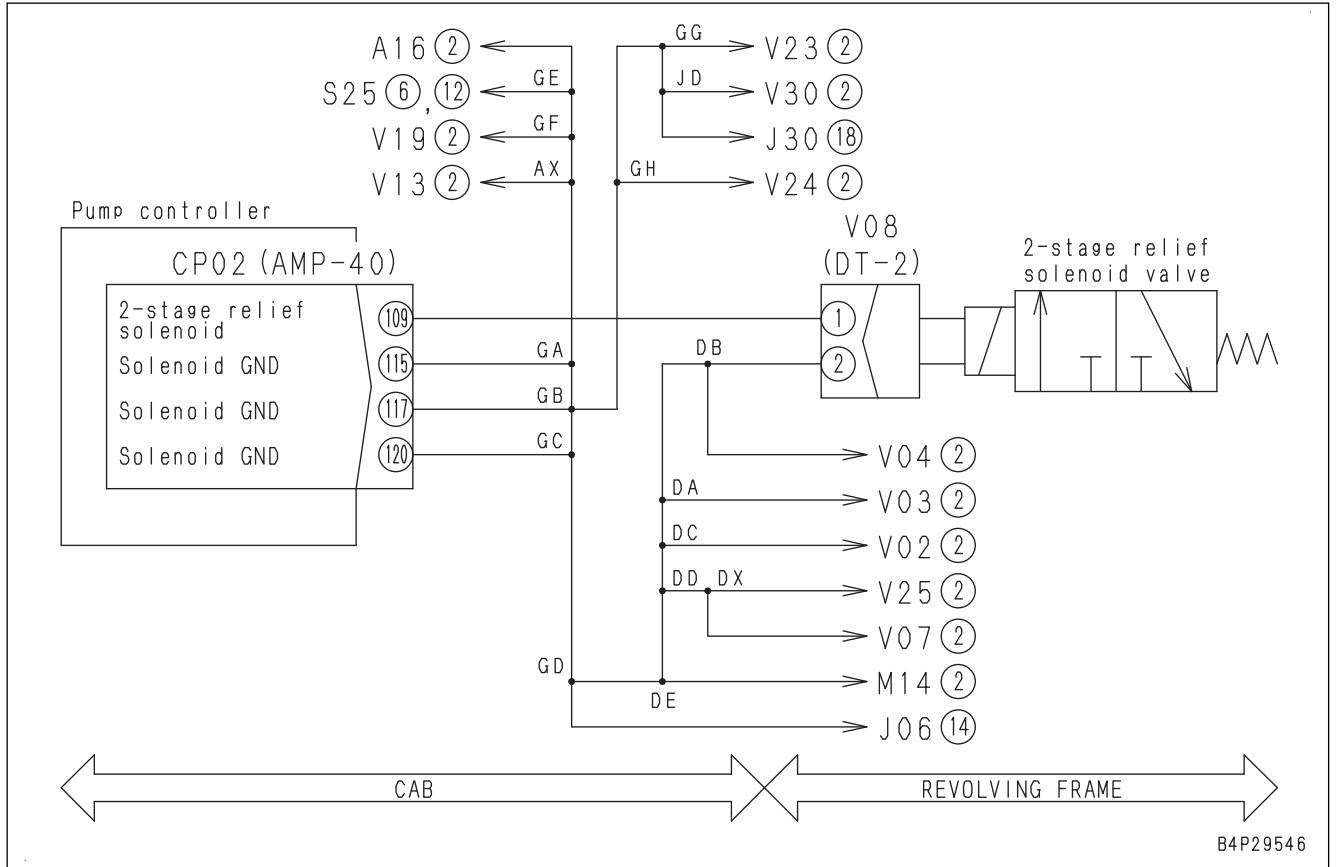 A16 ② GG V23 ②
S25 ⑥ , ⑫ GE JD V30 ②
V19 ② GF J30 ⑱
V13 ② AX GH V24 ②
Pump controller
V08
(DT-2)
CP02 (AMP-40)
2-stage relief
solenoid valve
2-stage relief
solenoid
109
①
Solenoid GND 115 GA DB ②
Solenoid GND 117 GB
Solenoid GND 120 GC V04 ②
DA V03 ②
DC V02 ②
DD DX V25 ②
V07 ②
GD M14 ②
DE
J06 ⑭
CAB REVOLVING FRAME
B4P29546